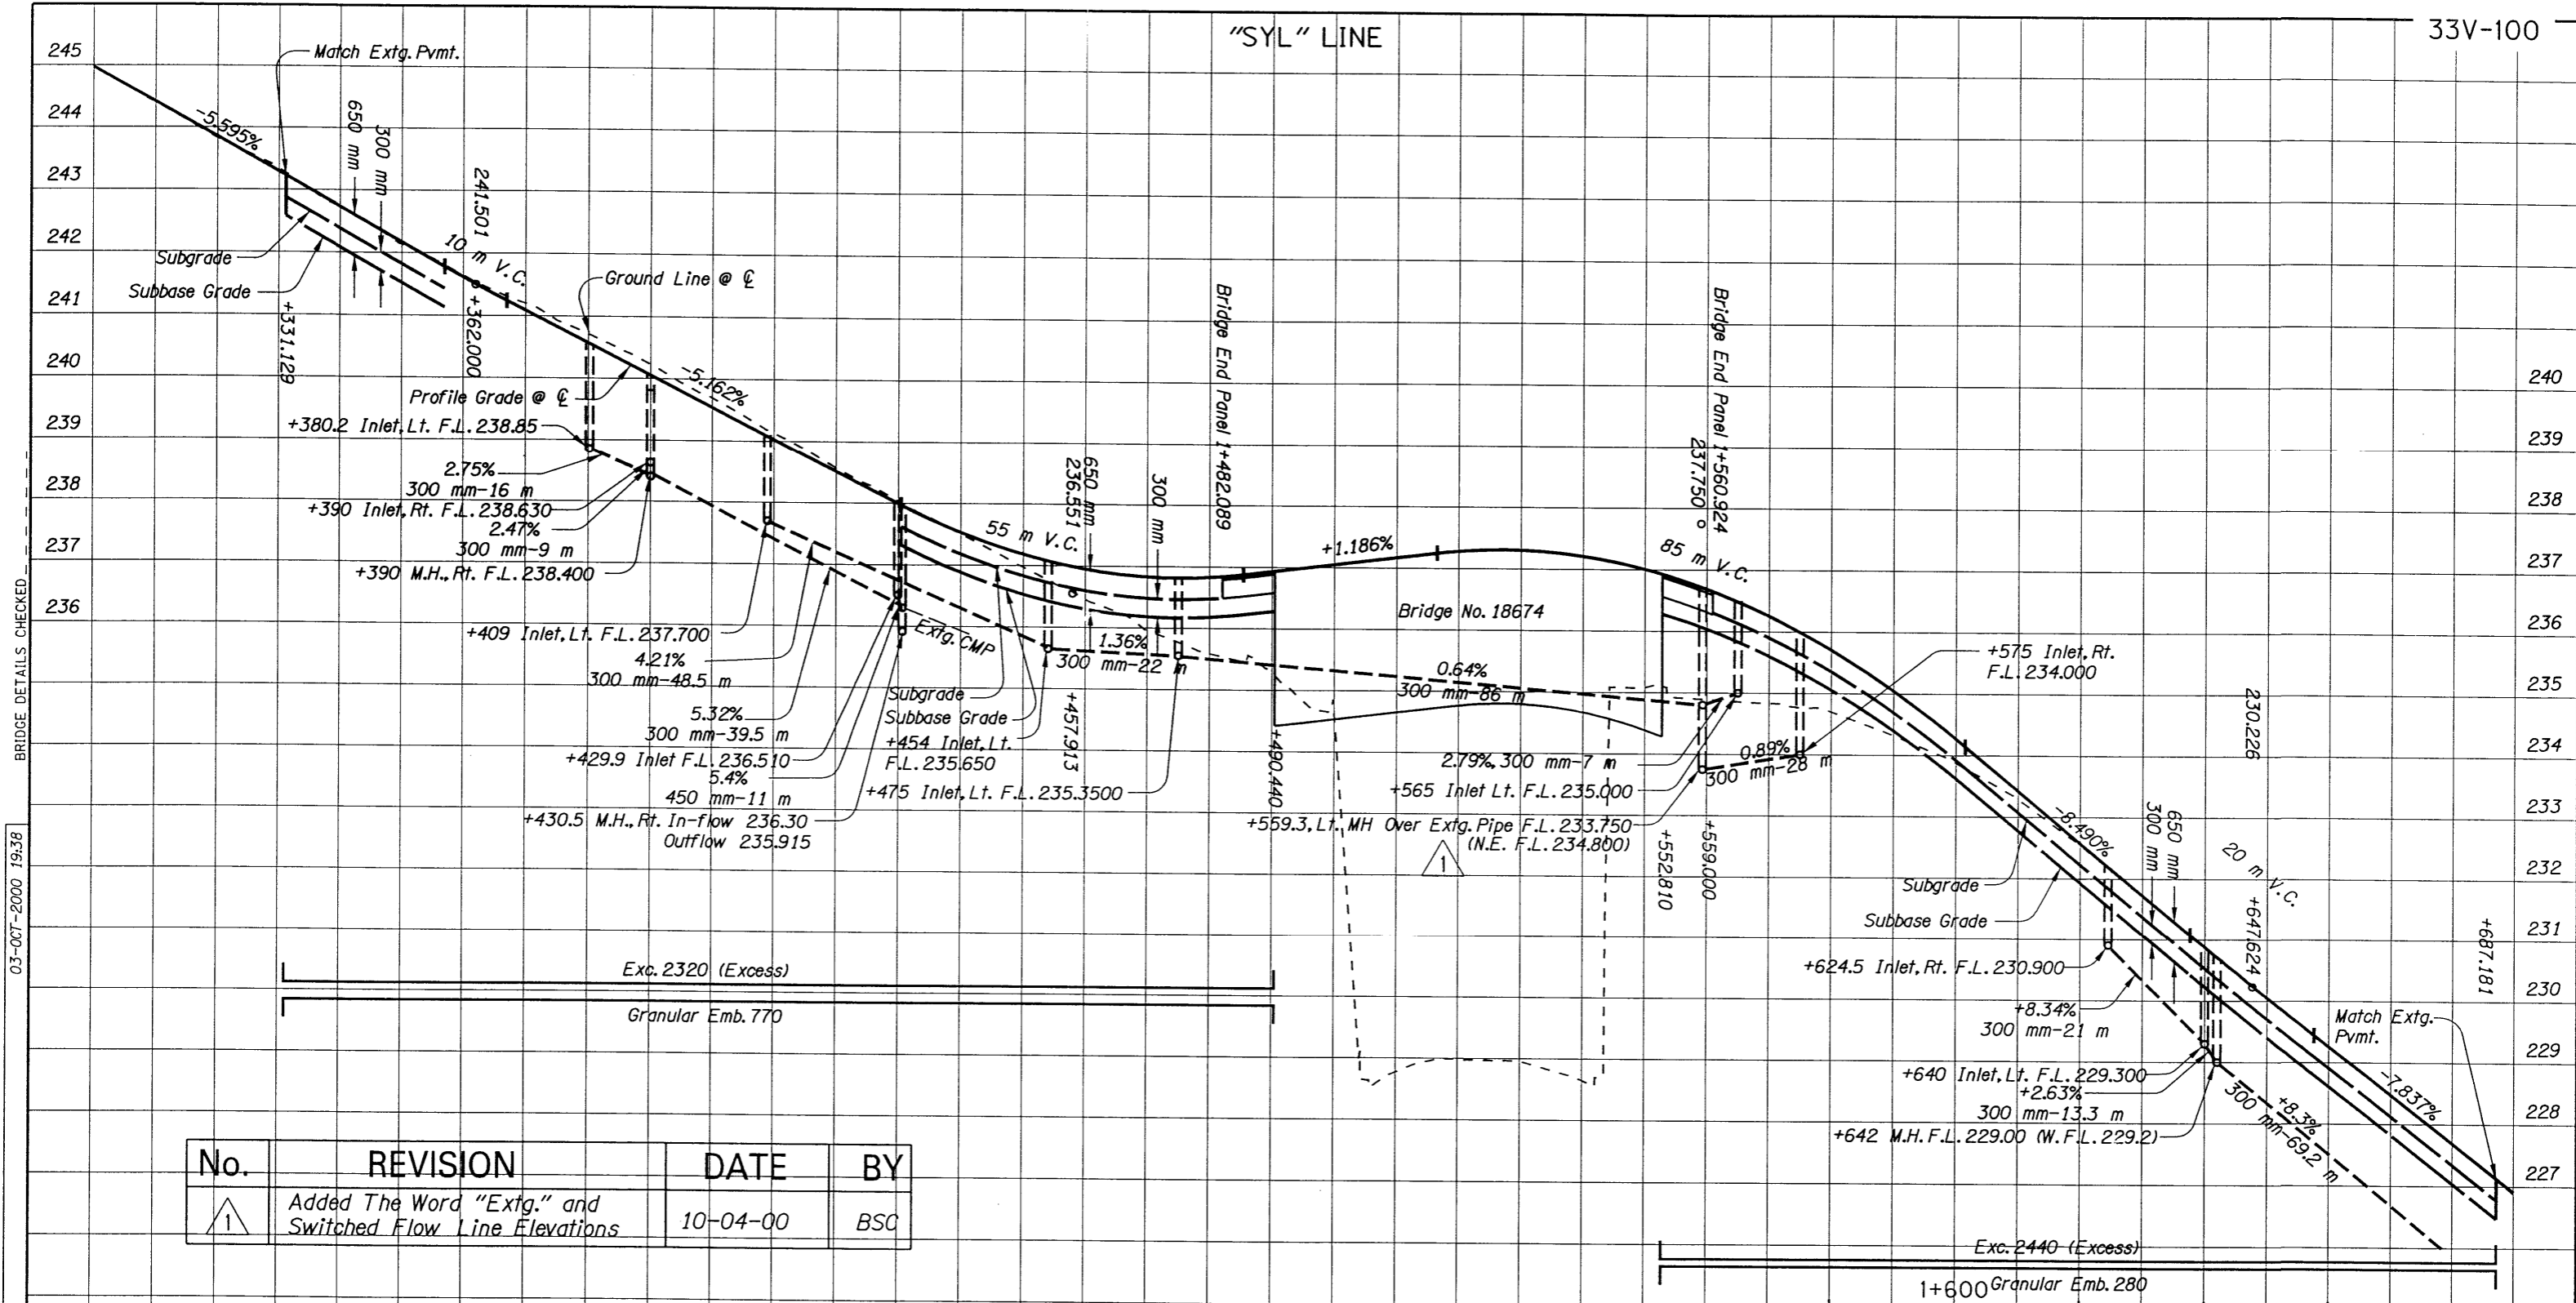 "SYL" LINE
33V-100
245
244
243
242
241
240
239
238
237
236
Match Extg. Pvmt.
-5.595%
650 mm
300 mm
241.501
10 m V.C.
Subgrade
Subbase Grade
+331.129
+362.000
Ground Line @ ℄
Profile Grade @ ℄
-5.162%
+380.2 Inlet, Lt. F.L. 238.85
2.75%
300 mm-16 m
+390 Inlet, Rt. F.L. 238.630
2.47%
300 mm-9 m
+390 M.H., Rt. F.L. 238.400
+409 Inlet, Lt. F.L. 237.700
4.21%
300 mm-48.5 m
5.32%
300 mm-39.5 m
+429.9 Inlet F.L. 236.510
5.4%
450 mm-11 m
+430.5 M.H., Rt. In-flow 236.30
Outflow 235.915
Extg. CMP
55 m V.C.
236.551
650 mm
300 mm
Subgrade
Subbase Grade
+454 Inlet, Lt.
F.L. 235.650
+457.913
1.36%
300 mm-22 m
+475 Inlet, Lt. F.L. 235.3500
Bridge End Panel 1+482.089
+490.440
+1.186%
Bridge No. 18674
0.64%
300 mm-86 m
Bridge End Panel 1+560.924
237.750
85 m V.C.
2.79%, 300 mm-7 m
+565 Inlet Lt. F.L. 235.000
+559.3, Lt. MH Over Extg. Pipe F.L. 233.750
(N.E. F.L. 234.800)
1
+552.810
+559.000
0.89%
300 mm-28 m
+575 Inlet, Rt.
F.L. 234.000
230.226
-8.490%
300 mm
650 mm
20 m V.C.
+647.624
Subgrade
Subbase Grade
+624.5 Inlet, Rt. F.L. 230.900
+8.34%
300 mm-21 m
+640 Inlet, Lt. F.L. 229.300
+2.63%
300 mm-13.3 m
+642 M.H. F.L. 229.00 (W. F.L. 229.2)
+8.3%
300 mm-69.2 m
-7.837%
Match Extg.
Pvmt.
+687.181
240
239
238
237
236
235
234
233
232
231
230
229
228
227
Exc. 2320 (Excess)
Granular Emb. 770
Exc. 2440 (Excess)
Granular Emb. 280
1+600
No. REVISION DATE BY
1 Added The Word "Extg." and
Switched Flow Line Elevations 10-04-00 BSC
BRIDGE DETAILS CHECKED
03-OCT-2000 19:38